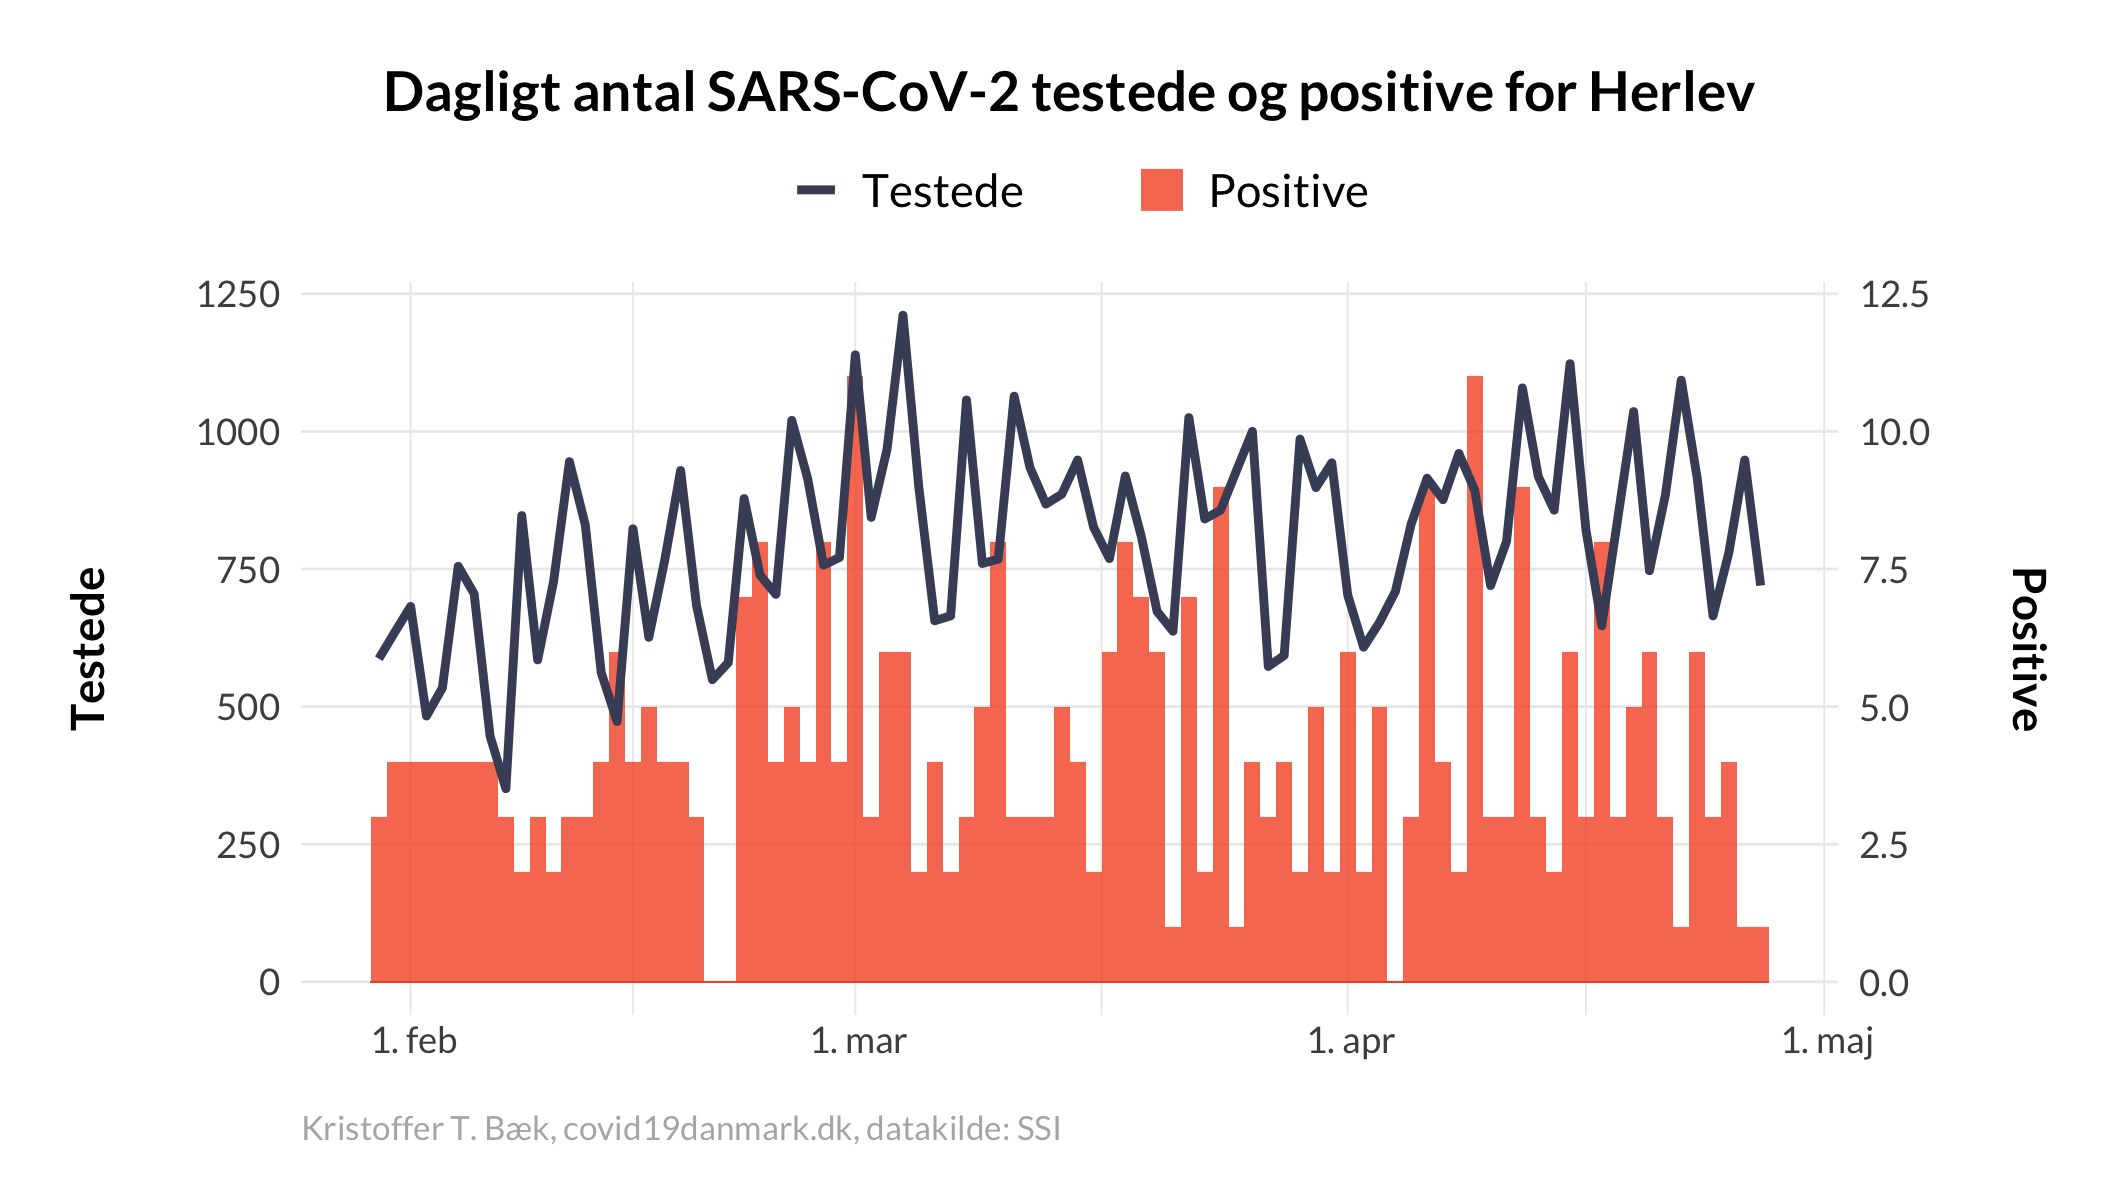 Dagligt antal SARS-CoV-2 testede og positive for Herlev
Testede
Positive
1250
1000
750
500
250
0
12.5
10.0
7.5
5.0
2.5
0.0
Testede
Positive
1. feb
1. mar
1. apr
1. maj
Kristoffer T. Bæk, covid19danmark.dk, datakilde: SSI